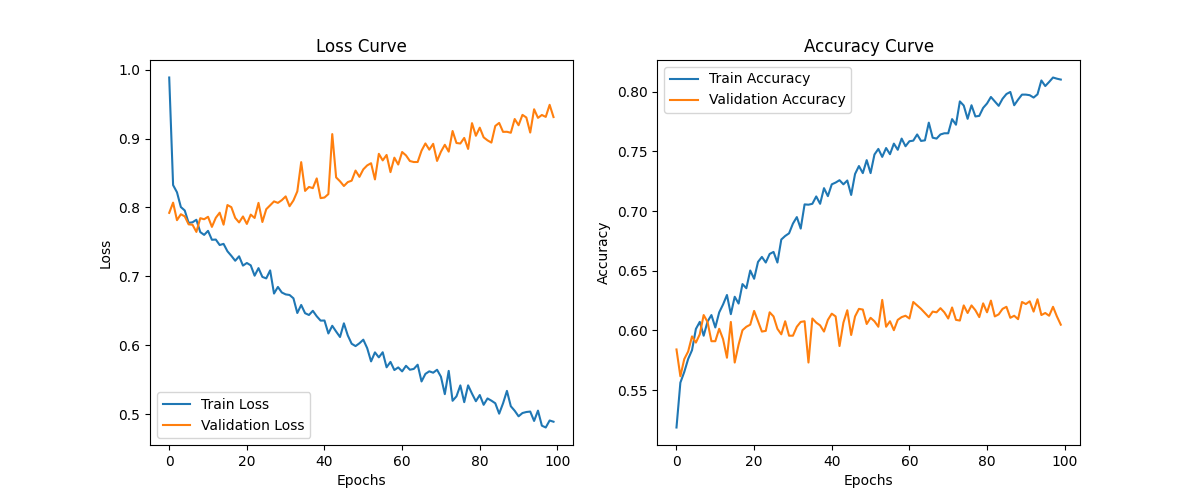 Loss Curve
1.0
0.9
0.8
0.7
0.6
0.5
Loss
Train Loss
Validation Loss
0 20 40 60 80 100
Epochs
Accuracy Curve
Train Accuracy
Validation Accuracy
0.80
0.75
0.70
0.65
0.60
0.55
Accuracy
0 20 40 60 80 100
Epochs